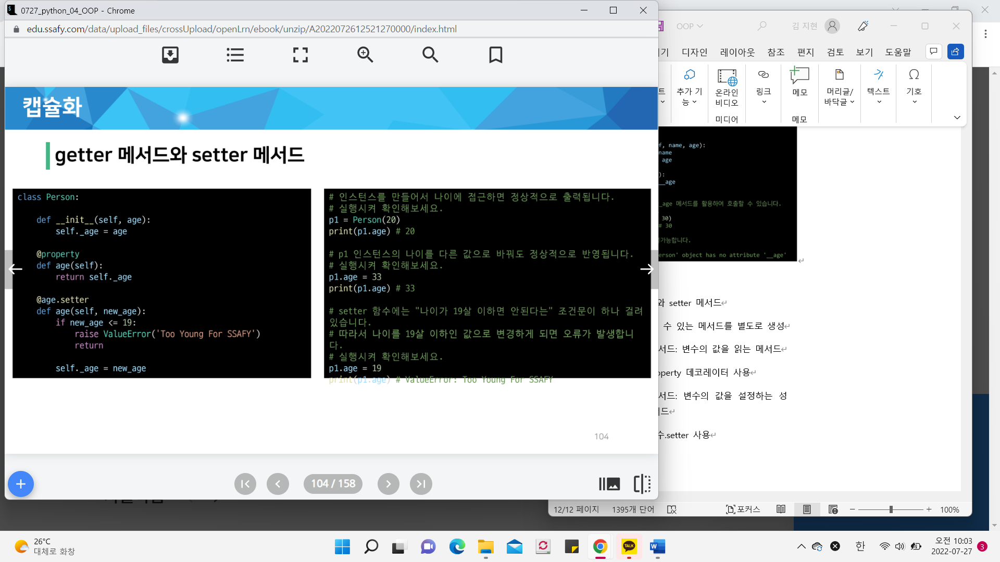 0727_python_04_OOP - Chrome
edu.ssafy.com/data/upload_files/crossUpload/openLrn/ebook/unzip/A2022072612521270000/index.html
캡슐화
getter 메서드와 setter 메서드
class Person:
def __init__(self, age):
self._age = age
@property
def age(self):
return self._age
@age.setter
def age(self, new_age):
if new_age <= 19:
raise ValueError('Too Young For SSAFY')
return
self._age = new_age
# 인스턴스를 만들어서 나이에 접근하면 정상적으로 출력됩니다.
# 실행시켜 확인해보세요.
p1 = Person(20)
print(p1.age) # 20
# p1 인스턴스의 나이를 다른 값으로 바꿔도 정상적으로 반영됩니다.
# 실행시켜 확인해보세요.
p1.age = 33
print(p1.age) # 33
# setter 함수에는 "나이가 19살 이하면 안된다는" 조건문이 하나 걸려
있습니다.
# 따라서 나이를 19살 이하인 값으로 변경하게 되면 오류가 발생합니
다.
# 실행시켜 확인해보세요.
p1.age = 19
print(p1.age) # ValueError: Too Young For SSAFY
104
104 / 158
OOP
김 지현
디자인 레이아웃 참조 편지 검토 보기 도움말
추가 기
능
온라인
비디오
링크
메모
머리글/
바닥글
텍스트
기호
미디어
메모
, name, age):
name
age
):
__age
_age 메서드를 활용하여 호출할 수 있습니다.
30)
# 30
가능합니다.
erson' object has no attribute '__age'
와 setter 메서드
수 있는 메서드를 별도로 생성
서드: 변수의 값을 읽는 메서드
perty 데코레이터 사용
서드: 변수의 값을 설정하는 성
드
수.setter 사용
12/12 페이지 1395개 단어
포커스
100%
26°C
대체로 화창
TALK
한
오전 10:03
2022-07-27
3